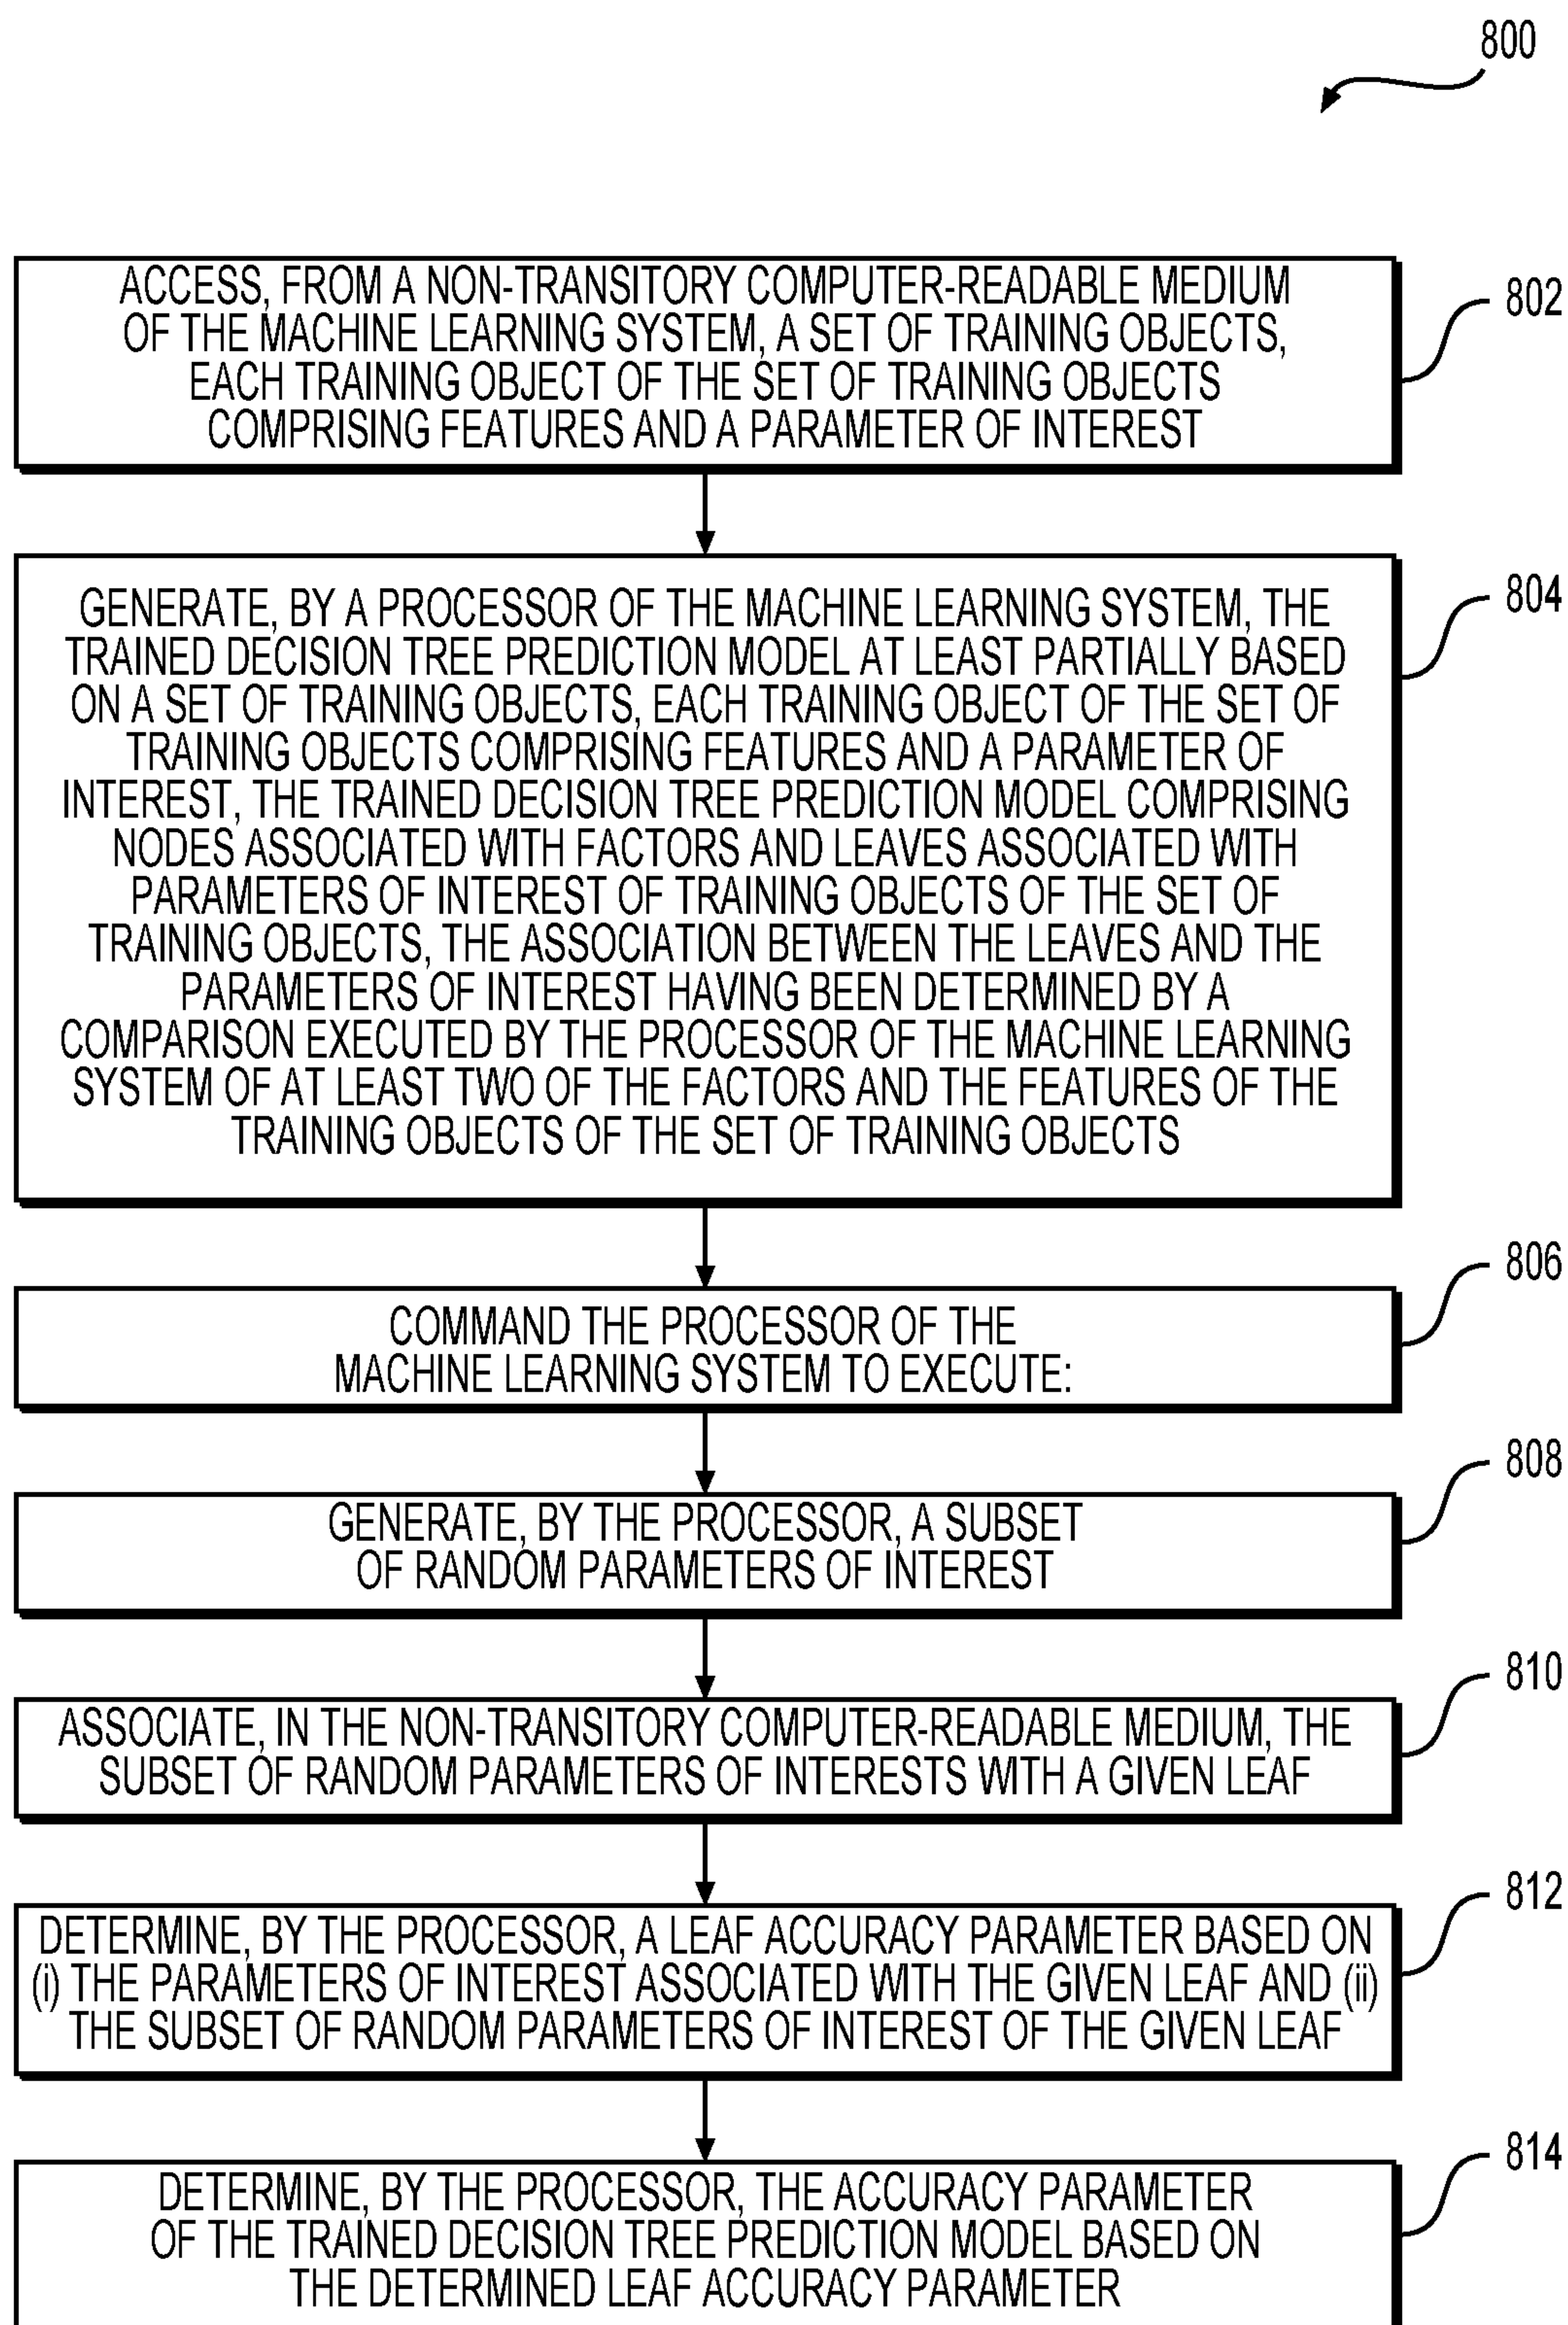 800
ACCESS, FROM A NON-TRANSITORY COMPUTER-READABLE MEDIUM
OF THE MACHINE LEARNING SYSTEM, A SET OF TRAINING OBJECTS,
EACH TRAINING OBJECT OF THE SET OF TRAINING OBJECTS
COMPRISING FEATURES AND A PARAMETER OF INTEREST
802
GENERATE, BY A PROCESSOR OF THE MACHINE LEARNING SYSTEM, THE
TRAINED DECISION TREE PREDICTION MODEL AT LEAST PARTIALLY BASED
ON A SET OF TRAINING OBJECTS, EACH TRAINING OBJECT OF THE SET OF
TRAINING OBJECTS COMPRISING FEATURES AND A PARAMETER OF
INTEREST, THE TRAINED DECISION TREE PREDICTION MODEL COMPRISING
NODES ASSOCIATED WITH FACTORS AND LEAVES ASSOCIATED WITH
PARAMETERS OF INTEREST OF TRAINING OBJECTS OF THE SET OF
TRAINING OBJECTS, THE ASSOCIATION BETWEEN THE LEAVES AND THE
PARAMETERS OF INTEREST HAVING BEEN DETERMINED BY A
COMPARISON EXECUTED BY THE PROCESSOR OF THE MACHINE LEARNING
SYSTEM OF AT LEAST TWO OF THE FACTORS AND THE FEATURES OF THE
TRAINING OBJECTS OF THE SET OF TRAINING OBJECTS
804
COMMAND THE PROCESSOR OF THE
MACHINE LEARNING SYSTEM TO EXECUTE:
806
GENERATE, BY THE PROCESSOR, A SUBSET
OF RANDOM PARAMETERS OF INTEREST
808
ASSOCIATE, IN THE NON-TRANSITORY COMPUTER-READABLE MEDIUM, THE
SUBSET OF RANDOM PARAMETERS OF INTERESTS WITH A GIVEN LEAF
810
DETERMINE, BY THE PROCESSOR, A LEAF ACCURACY PARAMETER BASED ON
(i) THE PARAMETERS OF INTEREST ASSOCIATED WITH THE GIVEN LEAF AND (ii)
THE SUBSET OF RANDOM PARAMETERS OF INTEREST OF THE GIVEN LEAF
812
DETERMINE, BY THE PROCESSOR, THE ACCURACY PARAMETER
OF THE TRAINED DECISION TREE PREDICTION MODEL BASED ON
THE DETERMINED LEAF ACCURACY PARAMETER
814